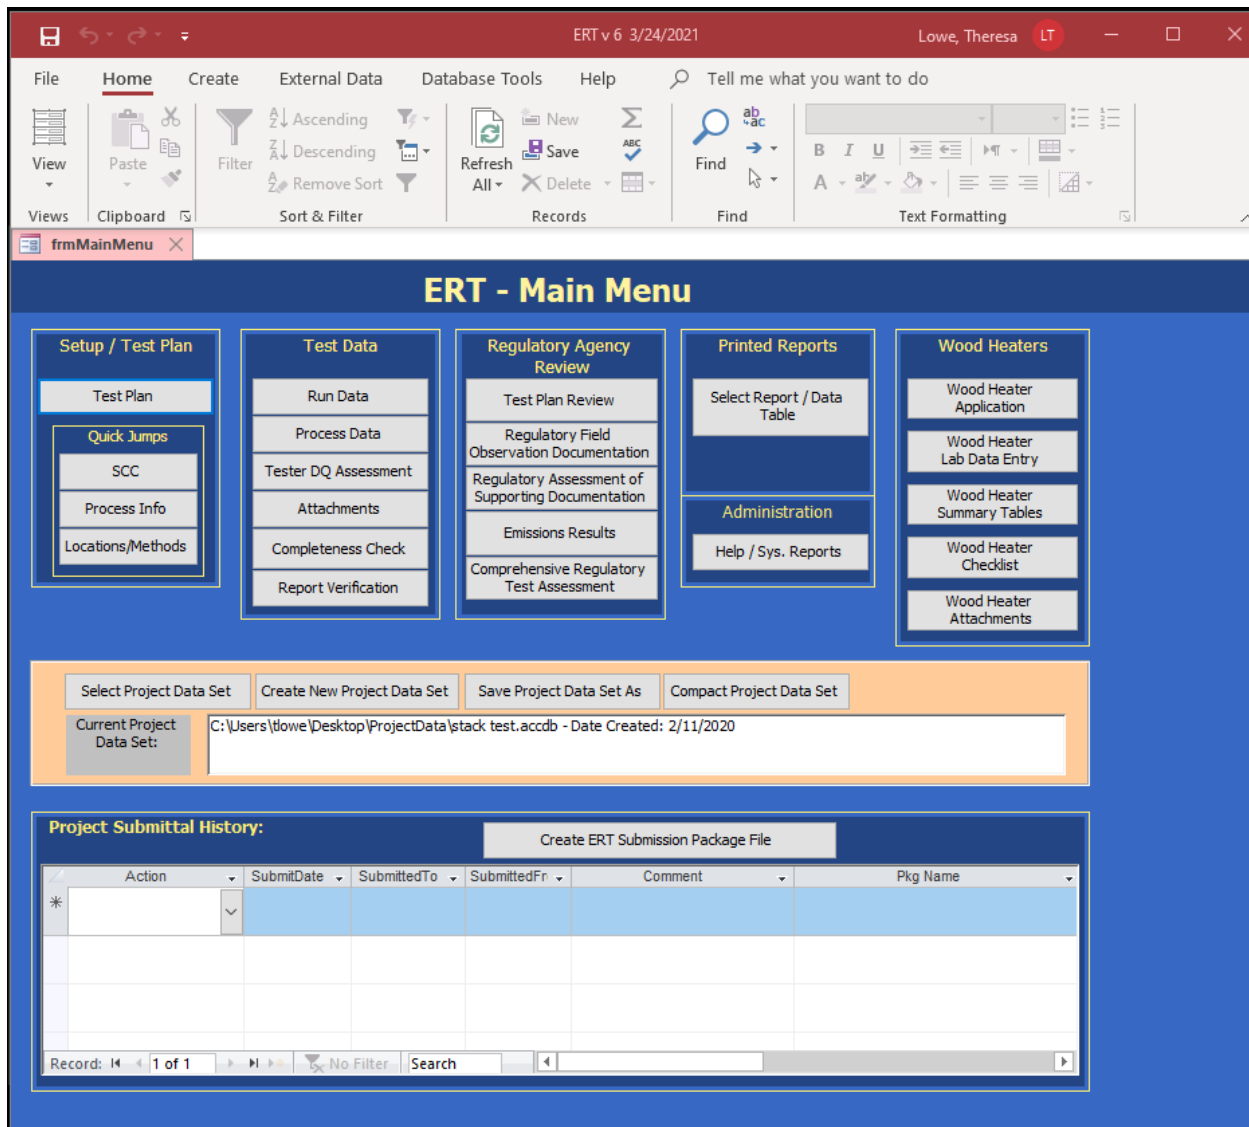 ERT v 6 3/24/2021
Lowe, Theresa LT
File Home Create External Data Database Tools Help Tell me what you want to do
View
Paste
Filter
Ascending
Descending
Remove Sort
Refresh
All
New
Save
Delete
ABC
Find
ab
ac
B I U
A ab
Views Clipboard Sort & Filter Records Find Text Formatting
frmMainMenu
ERT - Main Menu
Setup / Test Plan
Test Plan
Quick Jumps
SCC
Process Info
Locations/Methods
Test Data
Run Data
Process Data
Tester DQ Assessment
Attachments
Completeness Check
Report Verification
Regulatory Agency
Review
Test Plan Review
Regulatory Field
Observation Documentation
Regulatory Assessment of
Supporting Documentation
Emissions Results
Comprehensive Regulatory
Test Assessment
Printed Reports
Select Report / Data
Table
Administration
Help / Sys. Reports
Wood Heaters
Wood Heater
Application
Wood Heater
Lab Data Entry
Wood Heater
Summary Tables
Wood Heater
Checklist
Wood Heater
Attachments
Select Project Data Set Create New Project Data Set Save Project Data Set As Compact Project Data Set
Current Project
Data Set:
C:\Users\tlowe\Desktop\ProjectData\stack test.accdb - Date Created: 2/11/2020
Project Submittal History:
Create ERT Submission Package File
Action SubmitDate SubmittedTo SubmittedFr Comment Pkg Name
Record: 1 of 1 No Filter Search